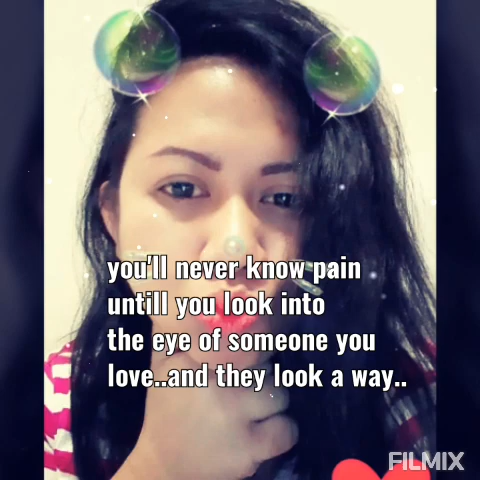 you'll never know pain
untill you look into
the eye of someone you
love..and they look a way..
FILMIX